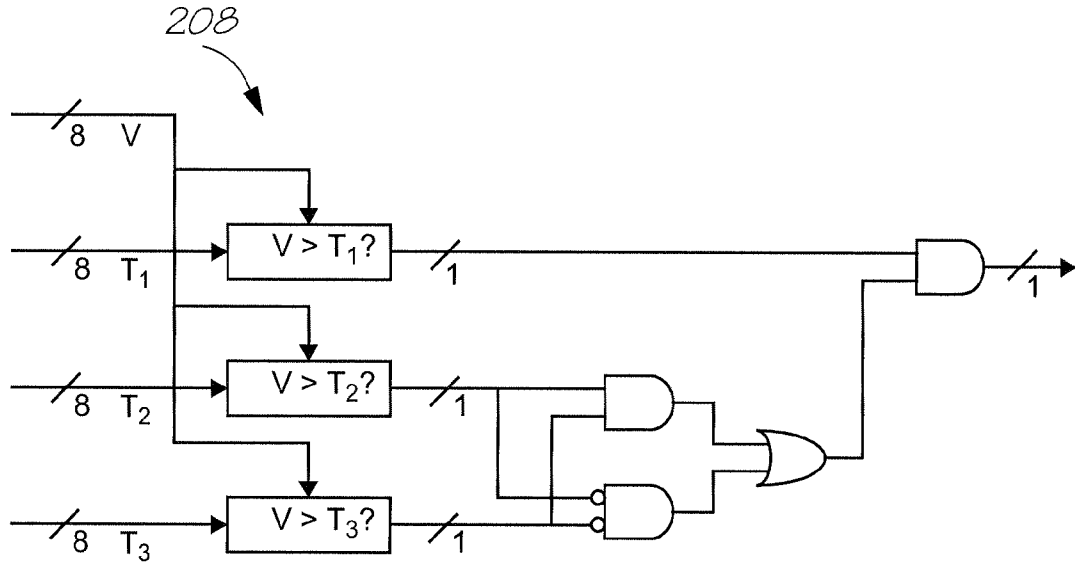 208
8 V
V > T₁?
8 T₁ 1
1
V > T₂?
8 T₂ 1
V > T₃?
8 T₃ 1